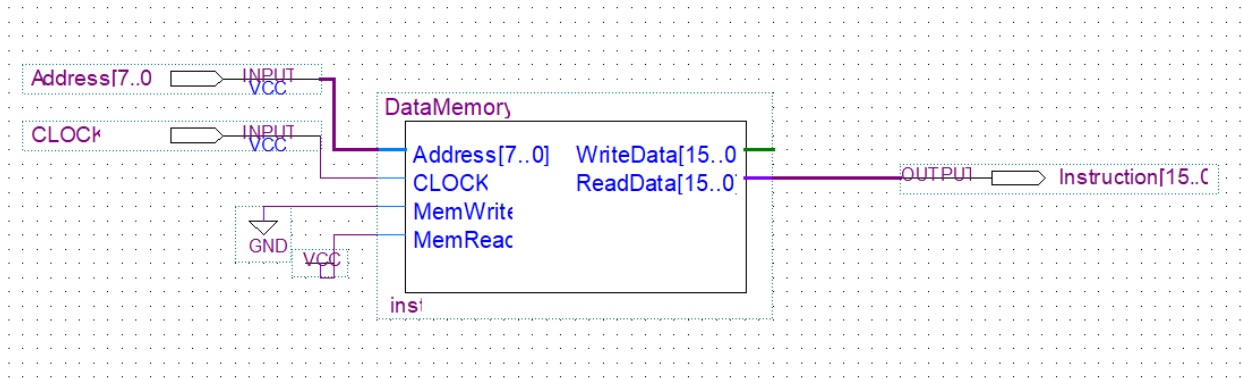 Address[7..0
INPUT
VCC
CLOCK
INPUT
VCC
DataMemory
Address[7..0]
WriteData[15..0
CLOCK
ReadData[15..0]
MemWrite
MemRead
GND
VCC
inst
OUTPUT
Instruction[15..0